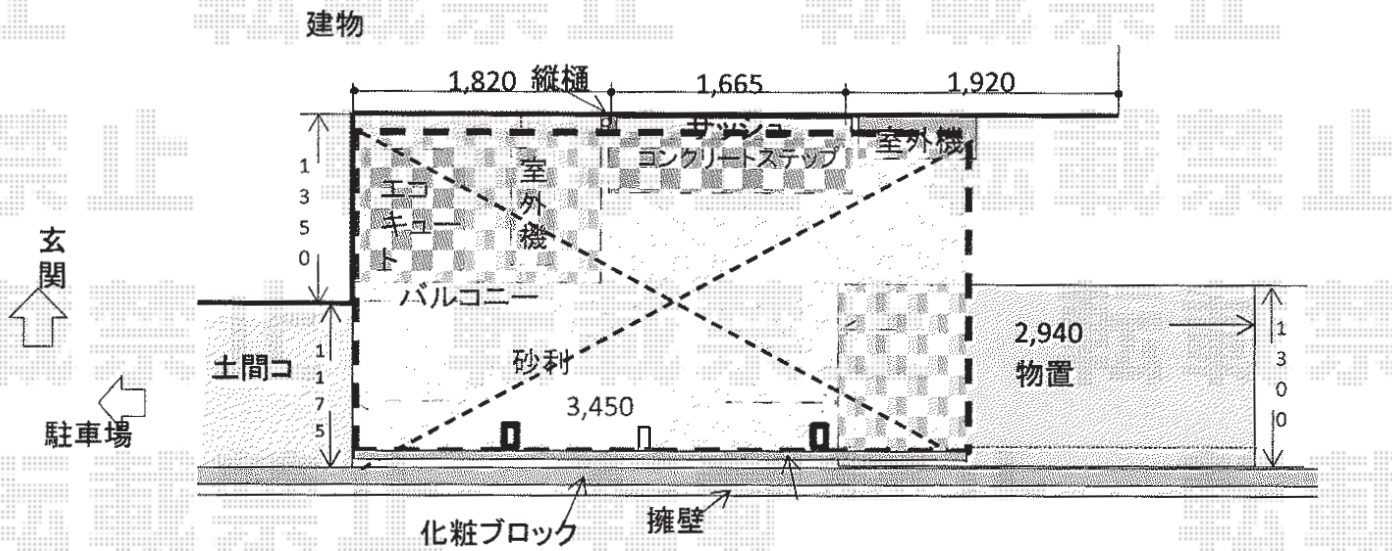 建物
1,820
縦樋
1,665
1,920
サッシュ
室外機
コンクリートステップ
1350
エコキュート
室外機
玄関
バルコニー
土間コ
1175
砂利
3,450
2,940
物置
1300
駐車場
化粧ブロック
擁壁